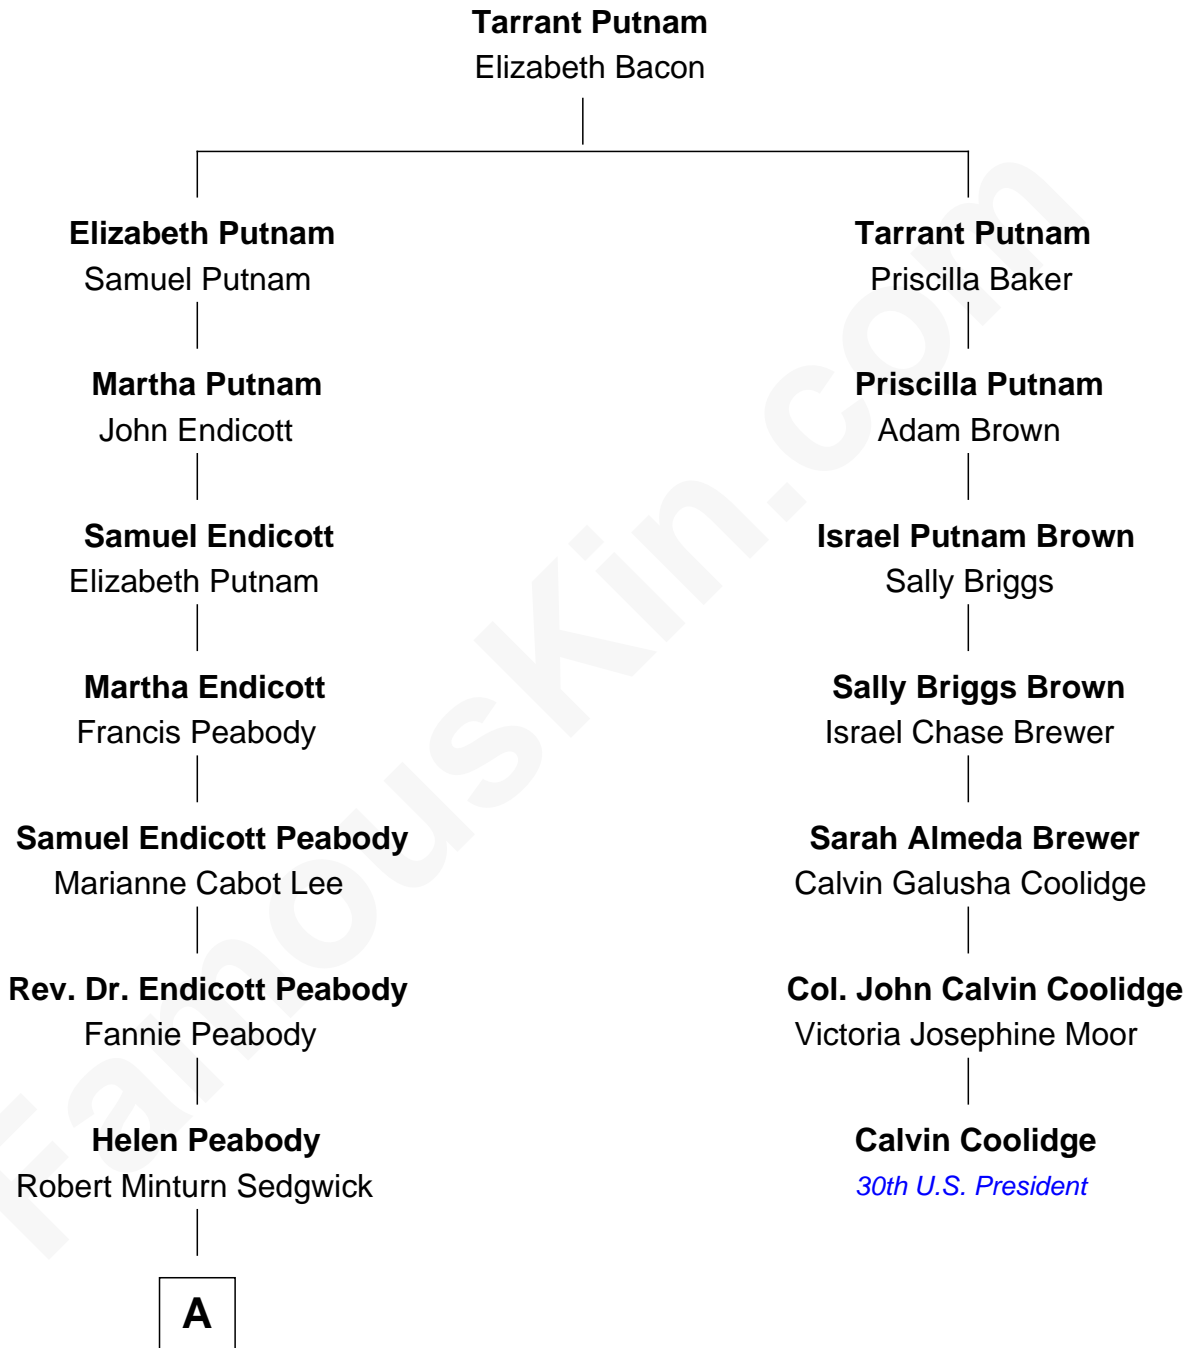 Tarrant Putnam
Elizabeth Bacon
Elizabeth Putnam
Samuel Putnam
Tarrant Putnam
Priscilla Baker
Martha Putnam
John Endicott
Priscilla Putnam
Adam Brown
Samuel Endicott
Elizabeth Putnam
Israel Putnam Brown
Sally Briggs
Martha Endicott
Francis Peabody
Sally Briggs Brown
Israel Chase Brewer
Samuel Endicott Peabody
Marianne Cabot Lee
Sarah Almeda Brewer
Calvin Galusha Coolidge
Rev. Dr. Endicott Peabody
Fannie Peabody
Col. John Calvin Coolidge
Victoria Josephine Moor
Helen Peabody
Robert Minturn Sedgwick
Calvin Coolidge
30th U.S. President
A
FamousKin.com